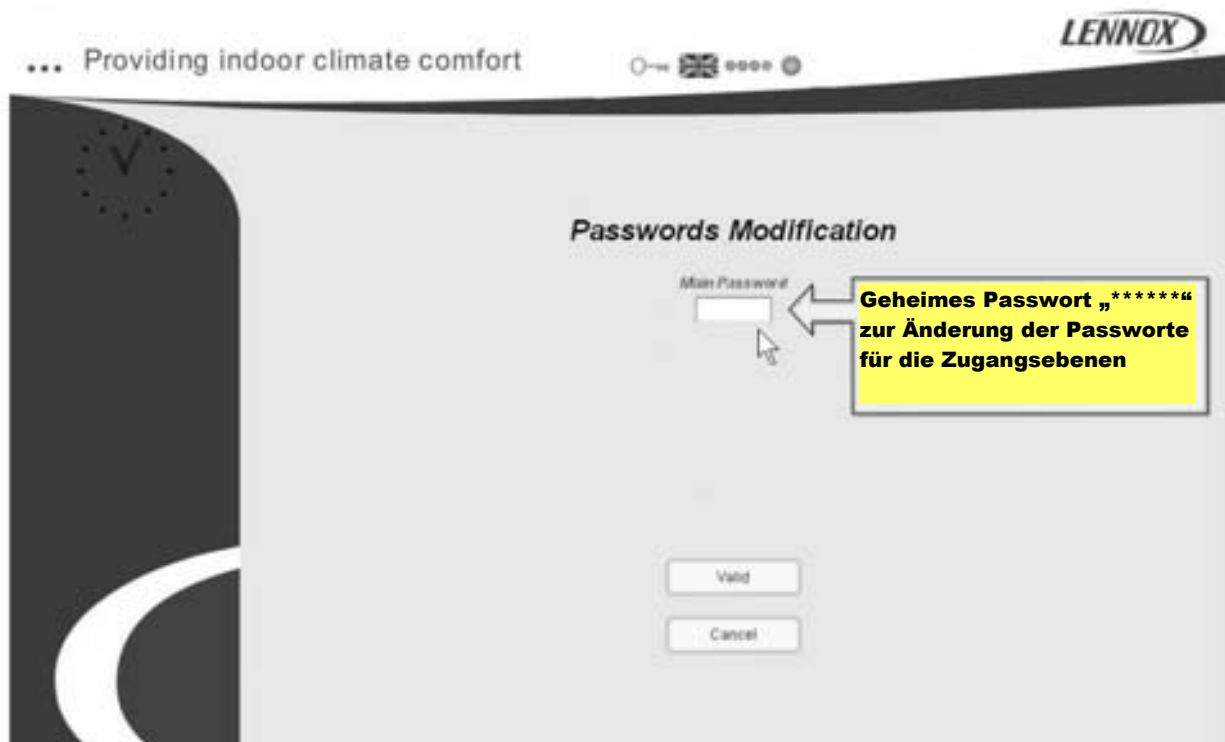 LENNOX
... Providing indoor climate comfort
Passwords Modification
Main Password
Geheimes Passwort „******“
zur Änderung der Passworte
für die Zugangsebenen
Valid
Cancel